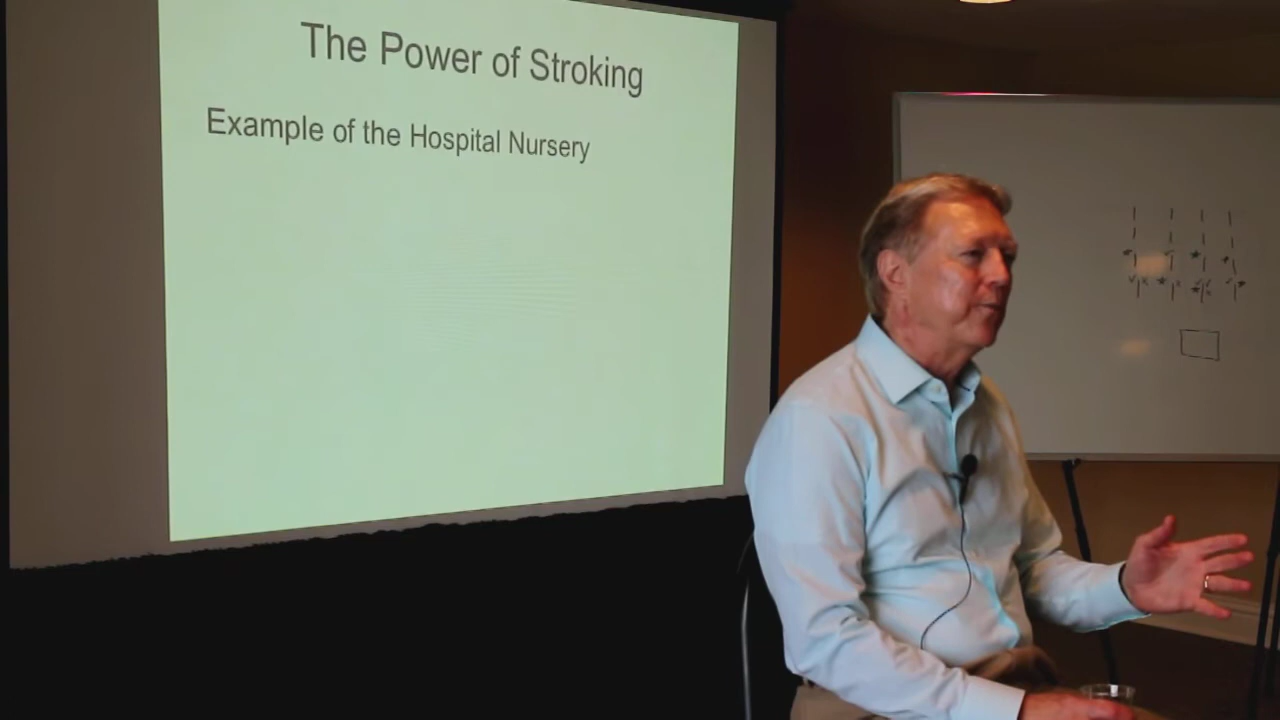 The Power of Stroking
Example of the Hospital Nursery